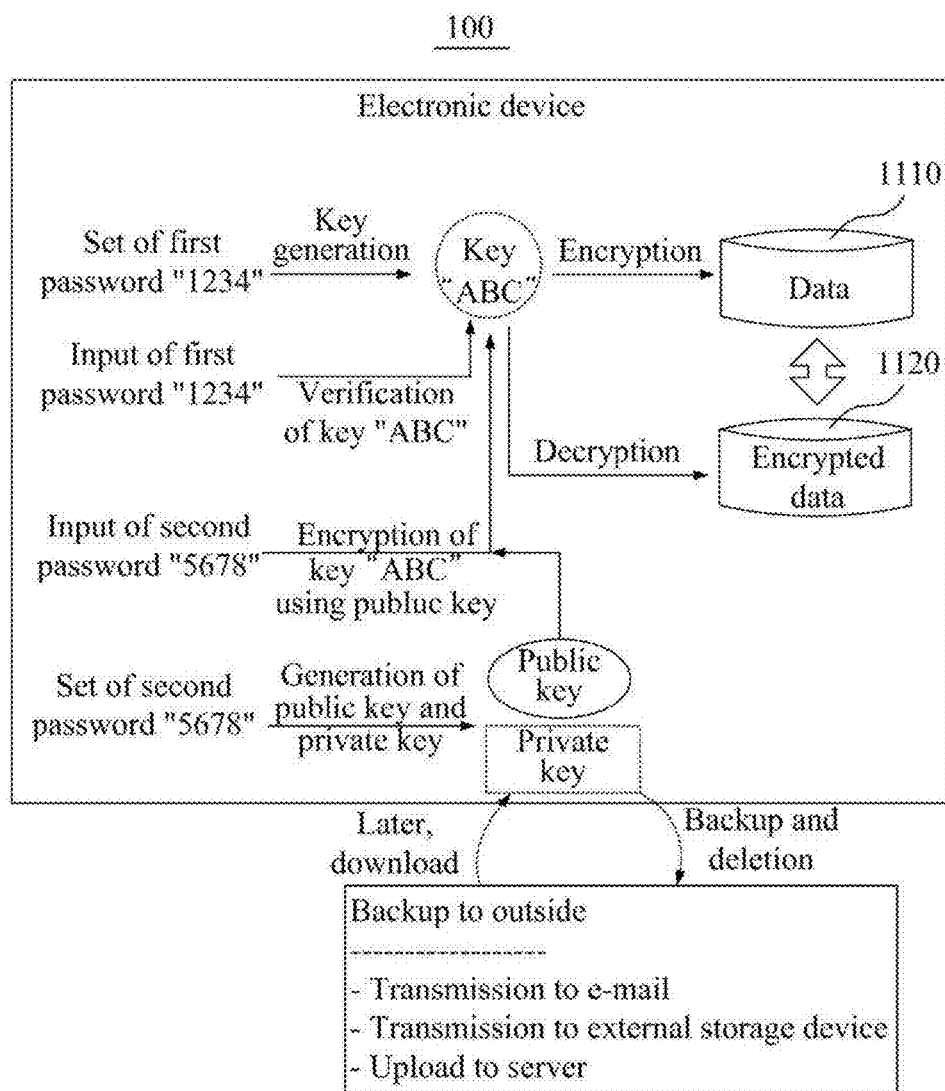 100
Electronic device
1110
Set of first
password "1234"
Key
generation
Key
"ABC"
Encryption
Data
Input of first
password "1234"
Verification
of key "ABC"
1120
Decryption
Encrypted
data
Input of second
password "5678"
Encryption of
key "ABC"
using publuc key
Public
key
Set of second
password "5678"
Generation of
public key and
private key
Private
key
Later,
download
Backup and
deletion
Backup to outside
--------------------
- Transmission to e-mail
- Transmission to external storage device
- Upload to server